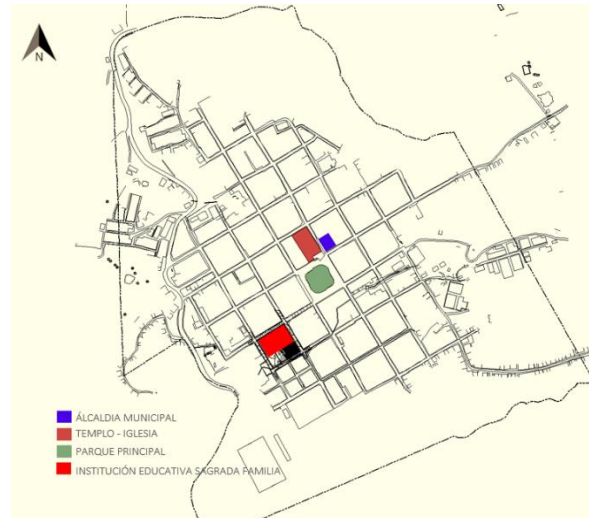 N
ÁLCALDIA MUNICIPAL
TEMPLO - IGLESIA
PARQUE PRINCIPAL
INSTITUCIÓN EDUCATIVA SAGRADA FAMILIA